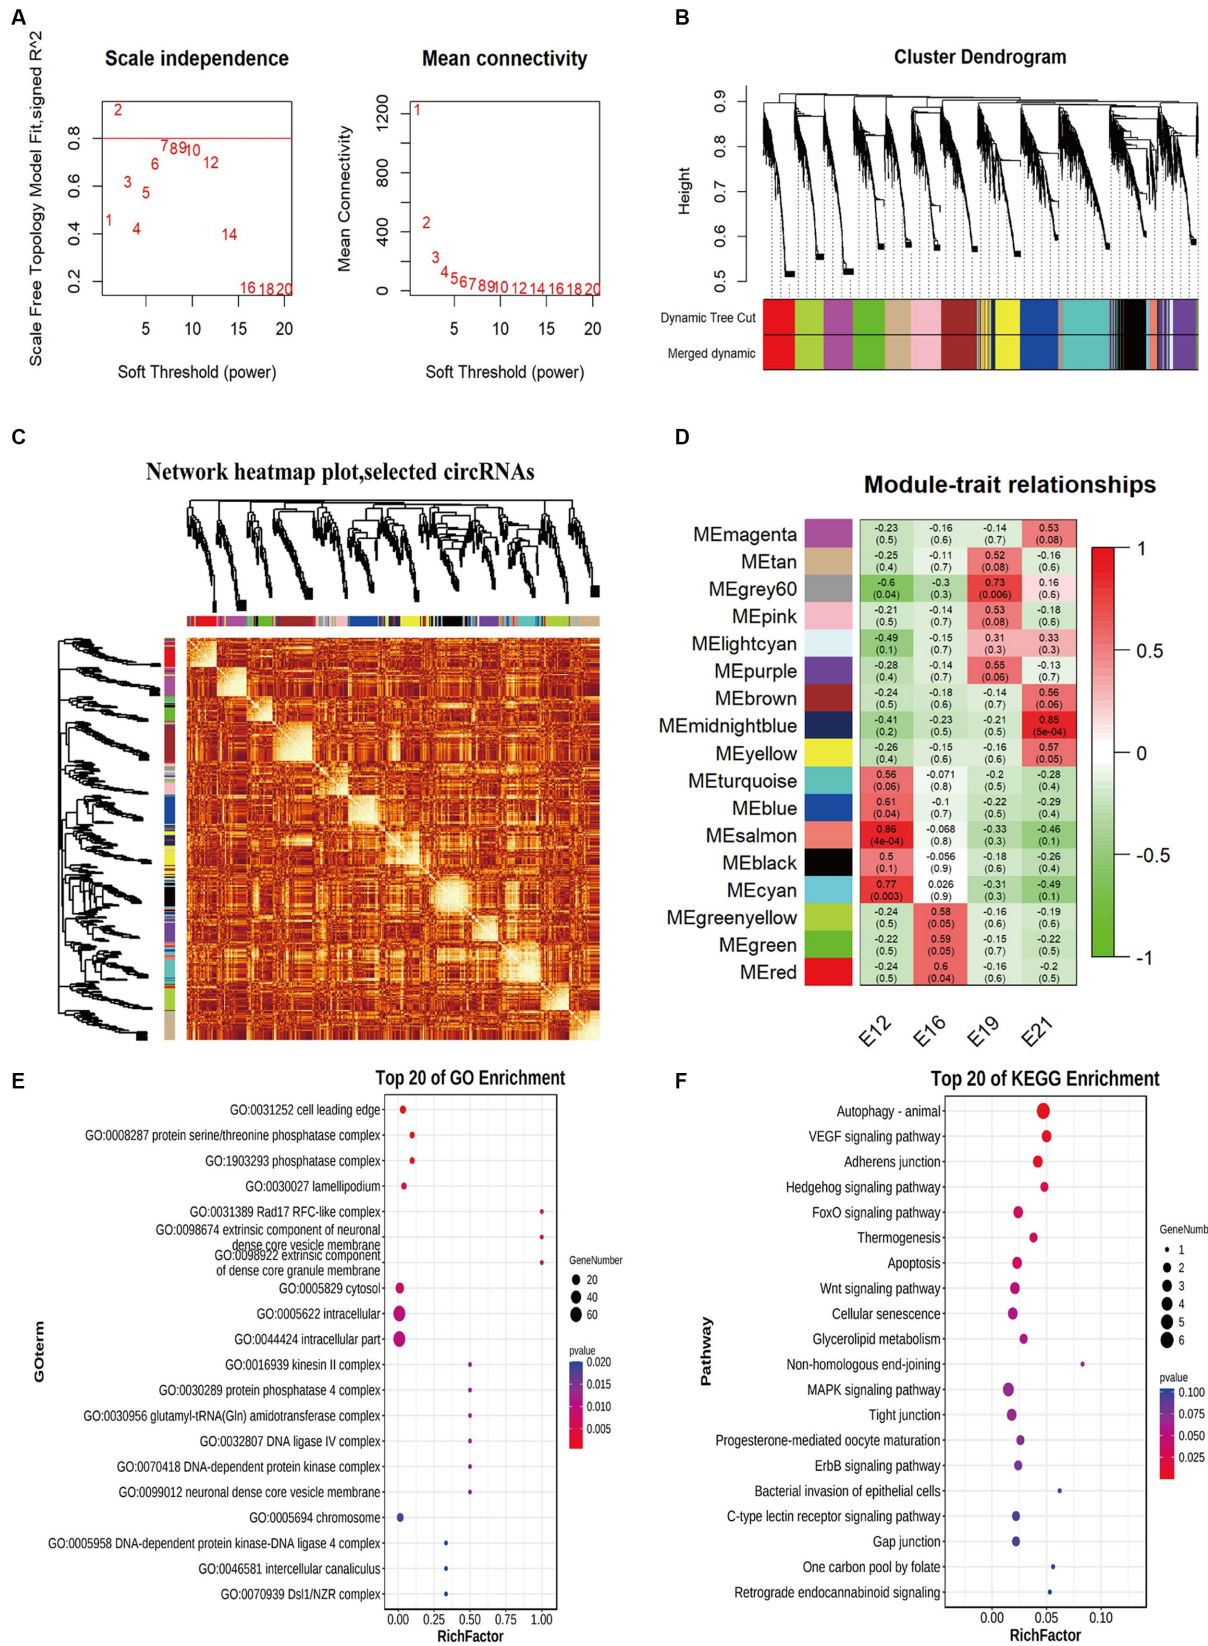 A
Scale independence
Scale Free Topology Model Fit,signed R^2
0.8
0.6
0.4
0.2
1
2
3
4
5
6
7
8
9
10
12
14
16
18
20
5
10
15
20
Soft Threshold (power)
Mean connectivity
Mean Connectivity
1200
800
400
0
1
2
3
4
5
6
7
8
9
10
12
14
16
18
20
5
10
15
20
Soft Threshold (power)
B
Cluster Dendrogram
Height
0.9
0.8
0.7
0.6
0.5
Dynamic Tree Cut
Merged dynamic
C
Network heatmap plot,selected circRNAs
D
Module-trait relationships
MEmagenta -0.23 -0.16 -0.14 0.53
(0.5) (0.6) (0.7) (0.08)
MEtan -0.25 -0.11 0.52 -0.16
(0.4) (0.7) (0.08) (0.6)
MEgrey60 -0.6 -0.3 0.73 0.16
(0.04) (0.3) (0.006) (0.6)
MEpink -0.21 -0.14 0.53 -0.18
(0.5) (0.7) (0.08) (0.6)
MElightcyan -0.49 -0.15 0.31 0.33
(0.1) (0.7) (0.3) (0.3)
MEpurple -0.28 -0.14 0.55 -0.13
(0.4) (0.7) (0.06) (0.7)
MEbrown -0.24 -0.18 -0.14 0.56
(0.5) (0.6) (0.7) (0.06)
MEmidnightblue -0.41 -0.23 -0.21 0.85
(0.2) (0.5) (0.5) (5e-04)
MEyellow -0.26 -0.15 -0.16 0.57
(0.4) (0.6) (0.6) (0.05)
MEturquoise 0.56 -0.071 -0.2 -0.28
(0.06) (0.8) (0.5) (0.4)
MEblue 0.61 -0.1 -0.22 -0.29
(0.04) (0.7) (0.5) (0.4)
MEsalmon 0.86 -0.068 -0.33 -0.46
(4e-04) (0.8) (0.3) (0.1)
MEblack 0.5 -0.056 -0.18 -0.26
(0.1) (0.9) (0.6) (0.4)
MEcyan 0.77 0.026 -0.31 -0.49
(0.003) (0.9) (0.3) (0.1)
MEgreenyellow -0.24 0.58 -0.16 -0.19
(0.5) (0.05) (0.6) (0.6)
MEgreen -0.22 0.59 -0.15 -0.22
(0.5) (0.05) (0.7) (0.5)
MEred -0.24 0.6 -0.16 -0.2
(0.5) (0.04) (0.6) (0.5)
E12 E16 E19 E21
1
0.5
0
-0.5
-1
E
Top 20 of GO Enrichment
GOterm
GO:0031252 cell leading edge
GO:0008287 protein serine/threonine phosphatase complex
GO:1903293 phosphatase complex
GO:0030027 lamellipodium
GO:0031389 Rad17 RFC-like complex
GO:0098674 extrinsic component of neuronal
dense core vesicle membrane
GO:0098922 extrinsic component
of dense core granule membrane
GO:0005829 cytosol
GO:0005622 intracellular
GO:0044424 intracellular part
GO:0016939 kinesin II complex
GO:0030289 protein phosphatase 4 complex
GO:0030956 glutamyl-tRNA(Gln) amidotransferase complex
GO:0032807 DNA ligase IV complex
GO:0070418 DNA-dependent protein kinase complex
GO:0099012 neuronal dense core vesicle membrane
GO:0005694 chromosome
GO:0005958 DNA-dependent protein kinase-DNA ligase 4 complex
GO:0046581 intercellular canaliculus
GO:0070939 Dsl1/NZR complex
0.00 0.25 0.50 0.75 1.00
RichFactor
GeneNumber
20
40
60
pvalue
0.020
0.015
0.010
0.005
F
Top 20 of KEGG Enrichment
Pathway
Autophagy - animal
VEGF signaling pathway
Adherens junction
Hedgehog signaling pathway
FoxO signaling pathway
Thermogenesis
Apoptosis
Wnt signaling pathway
Cellular senescence
Glycerolipid metabolism
Non-homologous end-joining
MAPK signaling pathway
Tight junction
Progesterone-mediated oocyte maturation
ErbB signaling pathway
Bacterial invasion of epithelial cells
C-type lectin receptor signaling pathway
Gap junction
One carbon pool by folate
Retrograde endocannabinoid signaling
0.00 0.05 0.10
RichFactor
GeneNumb
1
2
3
4
5
6
pvalue
0.100
0.075
0.050
0.025